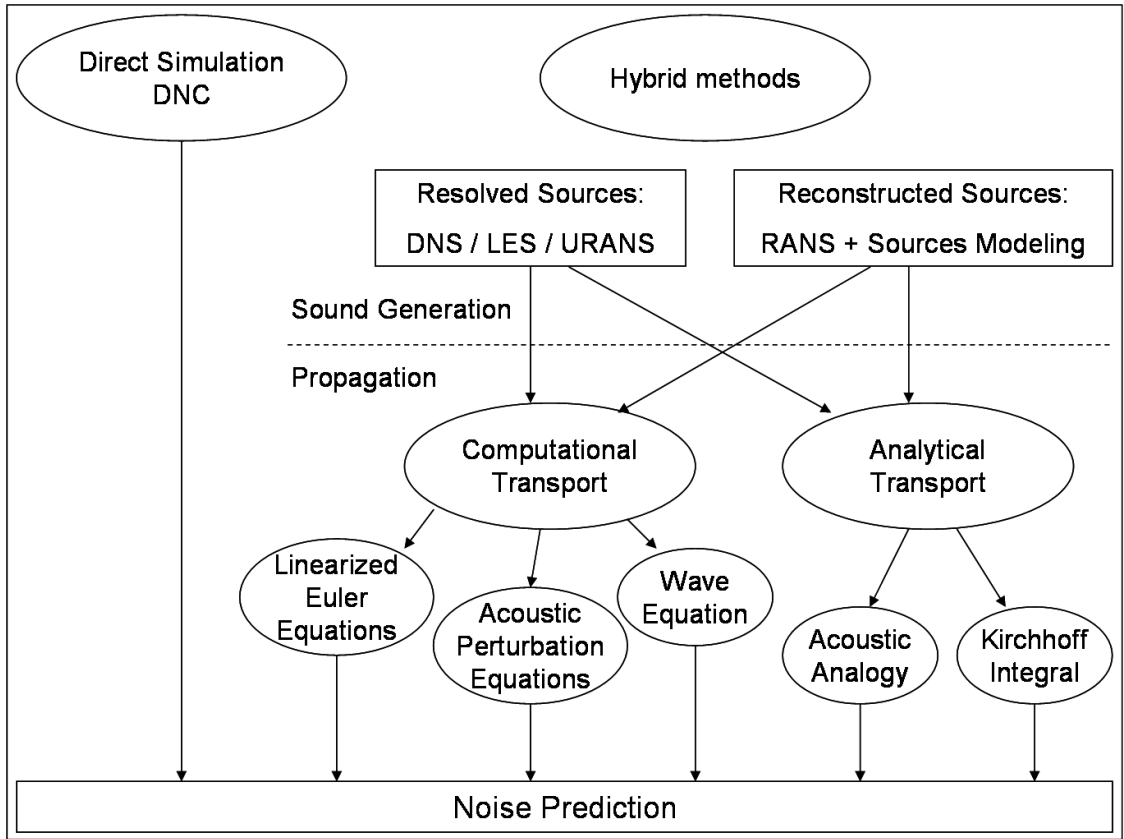 Direct Simulation
DNC
Hybrid methods
Resolved Sources:
DNS / LES / URANS
Reconstructed Sources:
RANS + Sources Modeling
Sound Generation
Propagation
Computational
Transport
Analytical
Transport
Linearized
Euler
Equations
Acoustic
Perturbation
Equations
Wave
Equation
Acoustic
Analogy
Kirchhoff
Integral
Noise Prediction